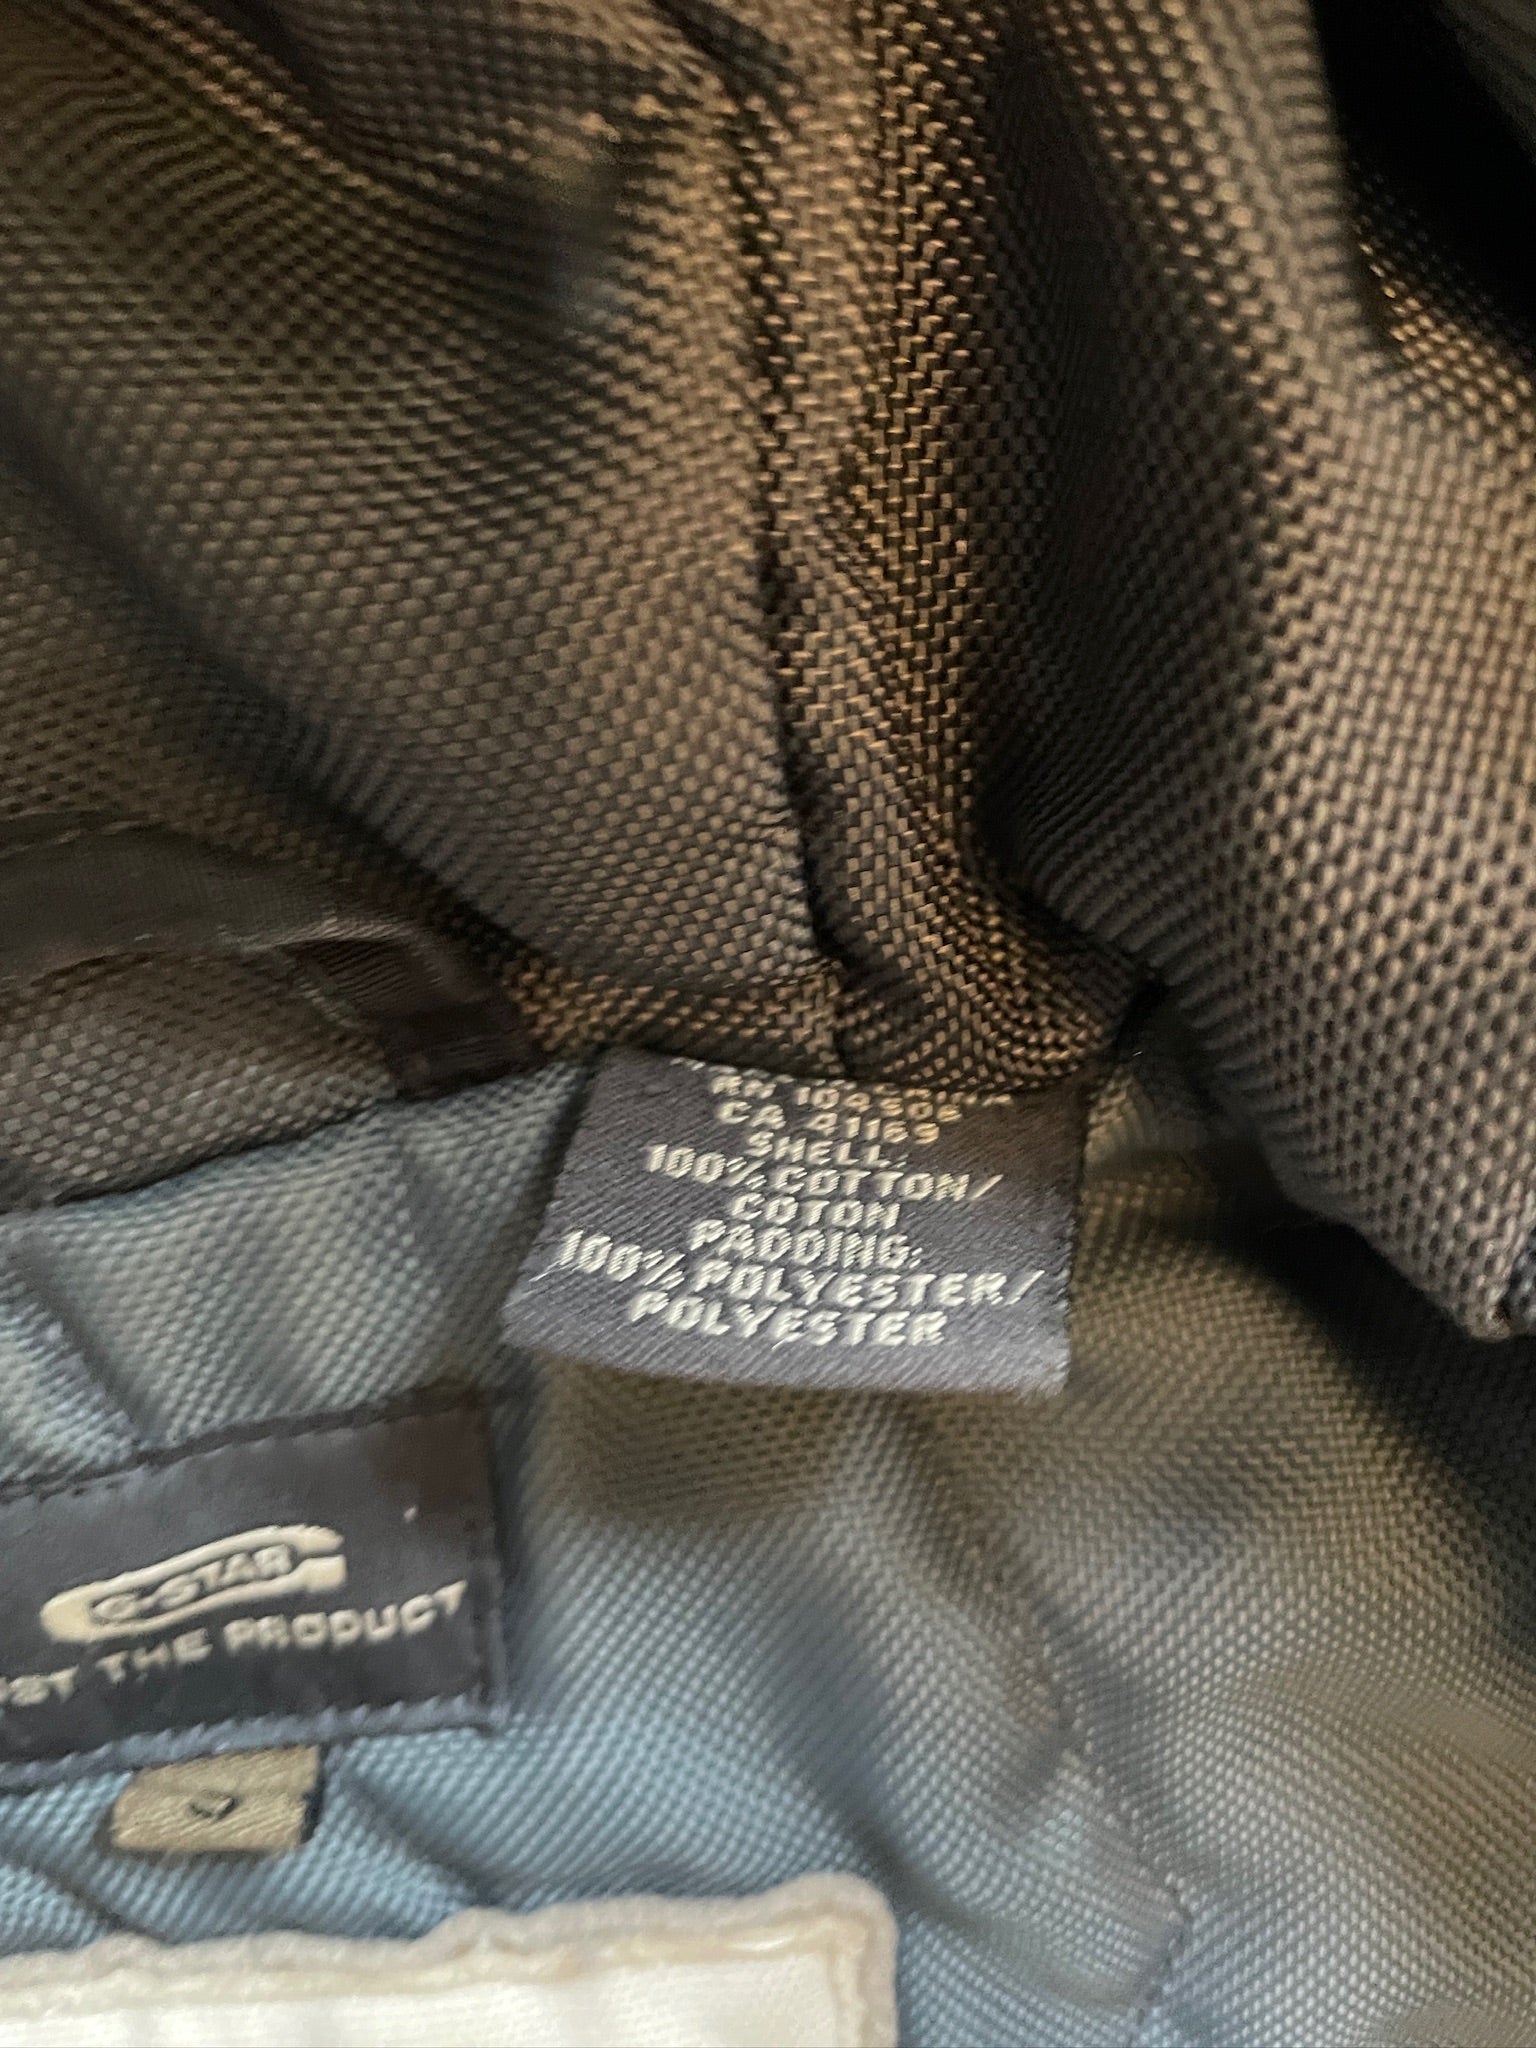 CA 41169
SHELL:
100% COTTON/
COTON
PADDING:
100% POLYESTER/
POLYESTER
G-STAR
THE PRODUCT